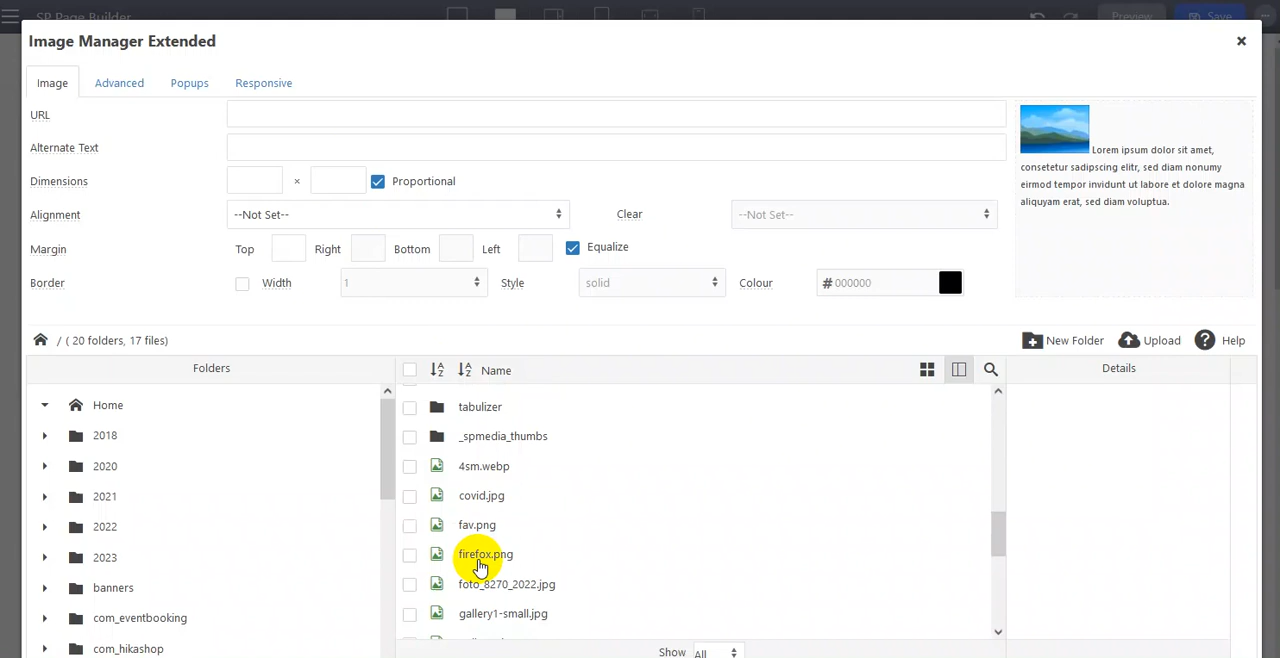 SP Page Builder Preview Save
Image Manager Extended
Image Advanced Popups Responsive
URL
Alternate Text
Dimensions × Proportional
Alignment --Not Set-- Clear --Not Set--
Margin Top Right Bottom Left Equalize
Border Width 1 Style solid Colour # 000000
Lorem ipsum dolor sit amet,
consetetur sadipscing elitr, sed diam nonumy
eirmod tempor invidunt ut labore et dolore magna
aliquyam erat, sed diam voluptua.
/ ( 20 folders, 17 files) New Folder Upload Help
Folders Name Details
Home
2018
2020
2021
2022
2023
banners
com_eventbooking
com_hikashop
tabulizer
_spmedia_thumbs
4sm.webp
covid.jpg
fav.png
firefox.png
foto_8270_2022.jpg
gallery1-small.jpg
Show All